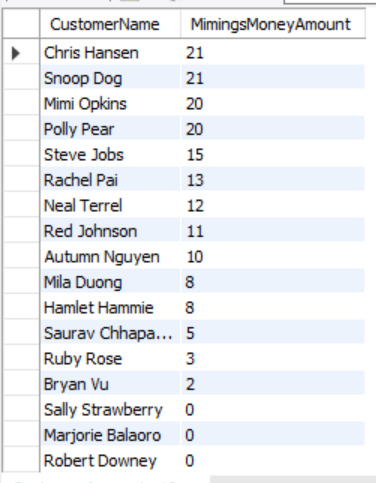 CustomerName MimingsMoneyAmount
Chris Hansen 21
Snoop Dog 21
Mimi Opkins 20
Polly Pear 20
Steve Jobs 15
Rachel Pai 13
Neal Terrel 12
Red Johnson 11
Autumn Nguyen 10
Mila Duong 8
Hamlet Hammie 8
Saurav Chhapa... 5
Ruby Rose 3
Bryan Vu 2
Sally Strawberry 0
Marjorie Balaoro 0
Robert Downey 0